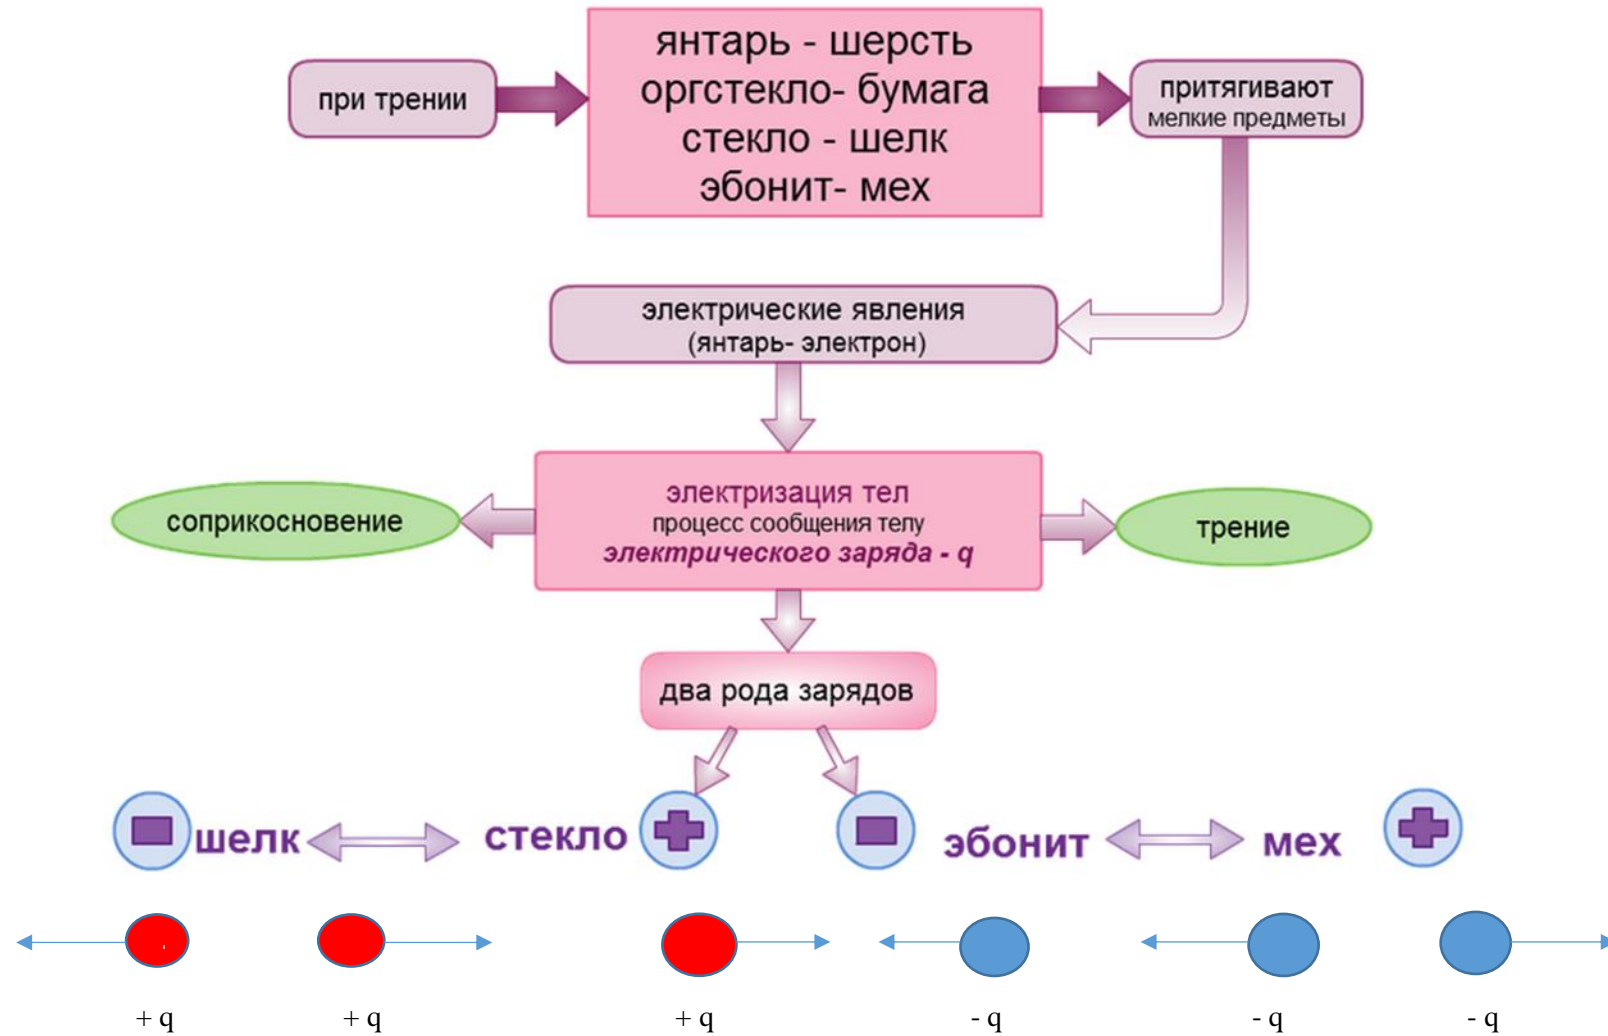 янтарь - шерсть
оргстекло- бумага
стекло - шелк
эбонит- мех
при трении
притягивают
мелкие предметы
электрические явления
(янтарь- электрон)
электризация тел
процесс сообщения телу
электрического заряда - q
соприкосновение
трение
два рода зарядов
шелк
стекло
эбонит
мех
+ q
+ q
+ q
- q
- q
- q